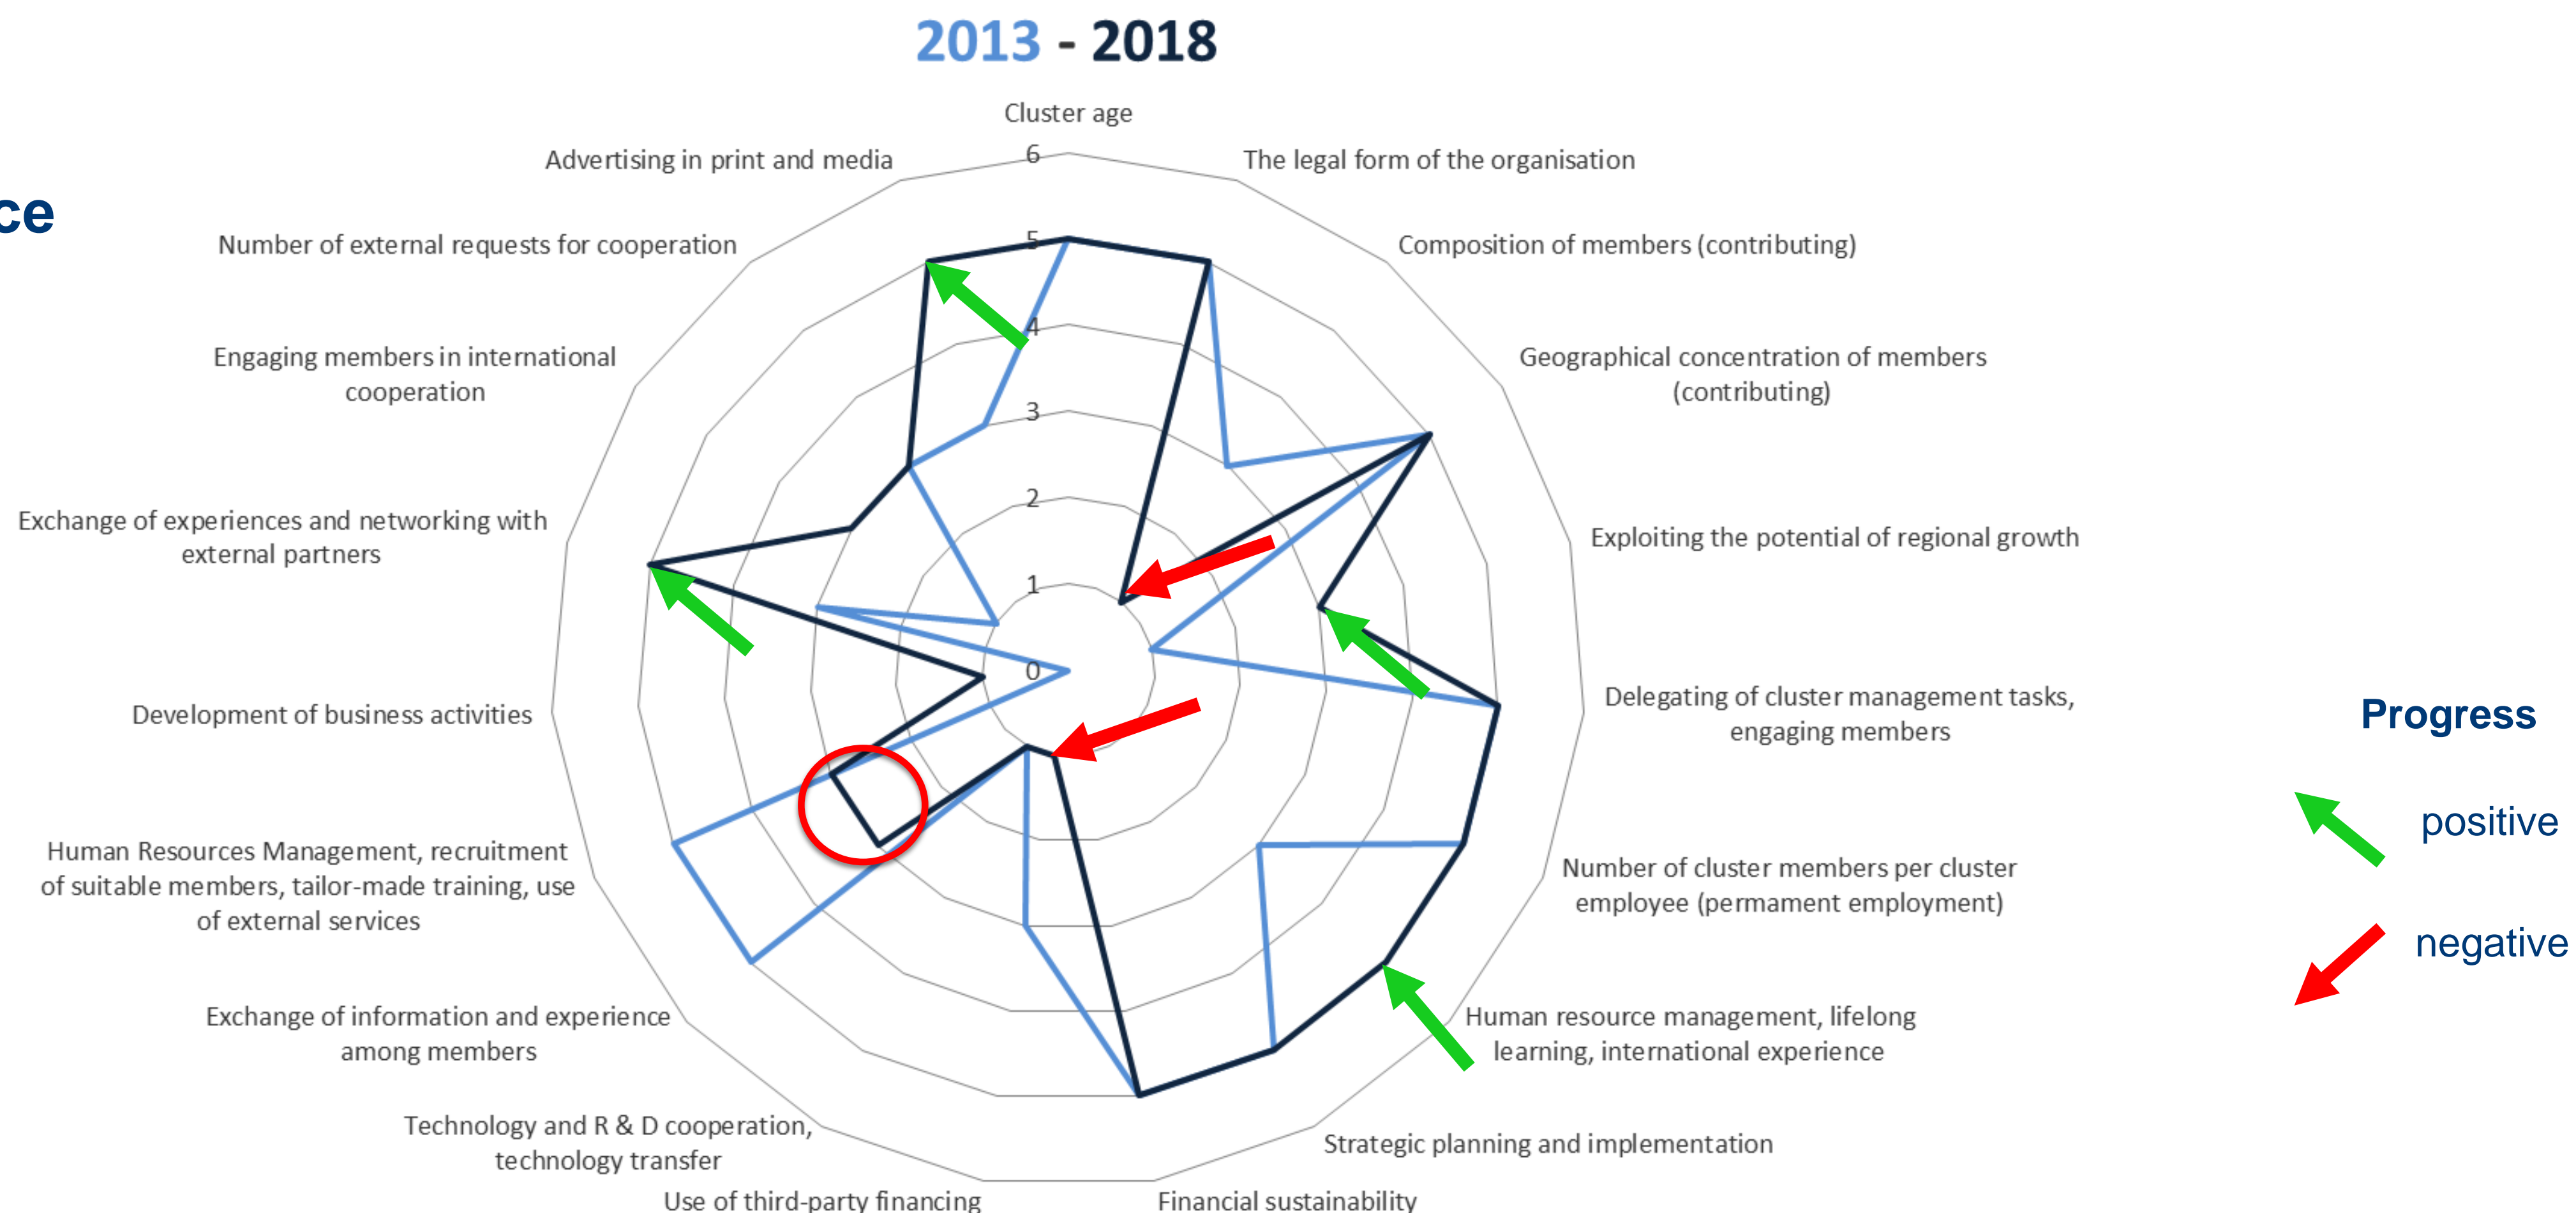 2013 - 2018
Cluster age
6
Advertising in print and media
The legal form of the organisation
ce
Number of external requests for cooperation
5
Composition of members (contributing)
Engaging members in international
cooperation
4
Geographical concentration of members
(contributing)
3
2
Exchange of experiences and networking with
external partners
Exploiting the potential of regional growth
1
0
Development of business activities
Delegating of cluster management tasks,
engaging members
Progress
positive
negative
Human Resources Management, recruitment
of suitable members, tailor-made training, use
of external services
Number of cluster members per cluster
employee (permament employment)
Exchange of information and experience
among members
Human resource management, lifelong
learning, international experience
Technology and R & D cooperation,
technology transfer
Strategic planning and implementation
Use of third-party financing
Financial sustainability